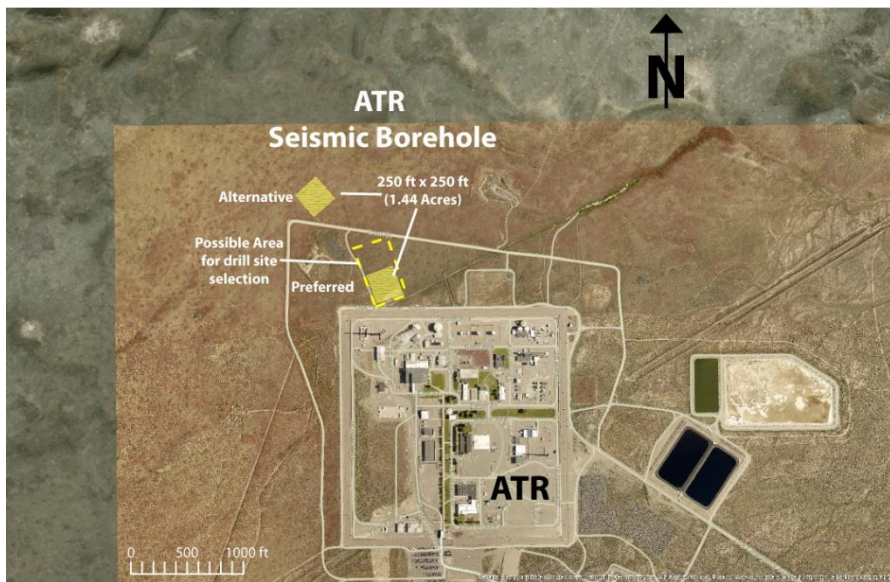 N
ATR
Seismic Borehole
250 ft x 250 ft
(1.44 Acres)
Alternative
Possible Area
for drill site
selection
Preferred
ATR
0 500 1000 ft